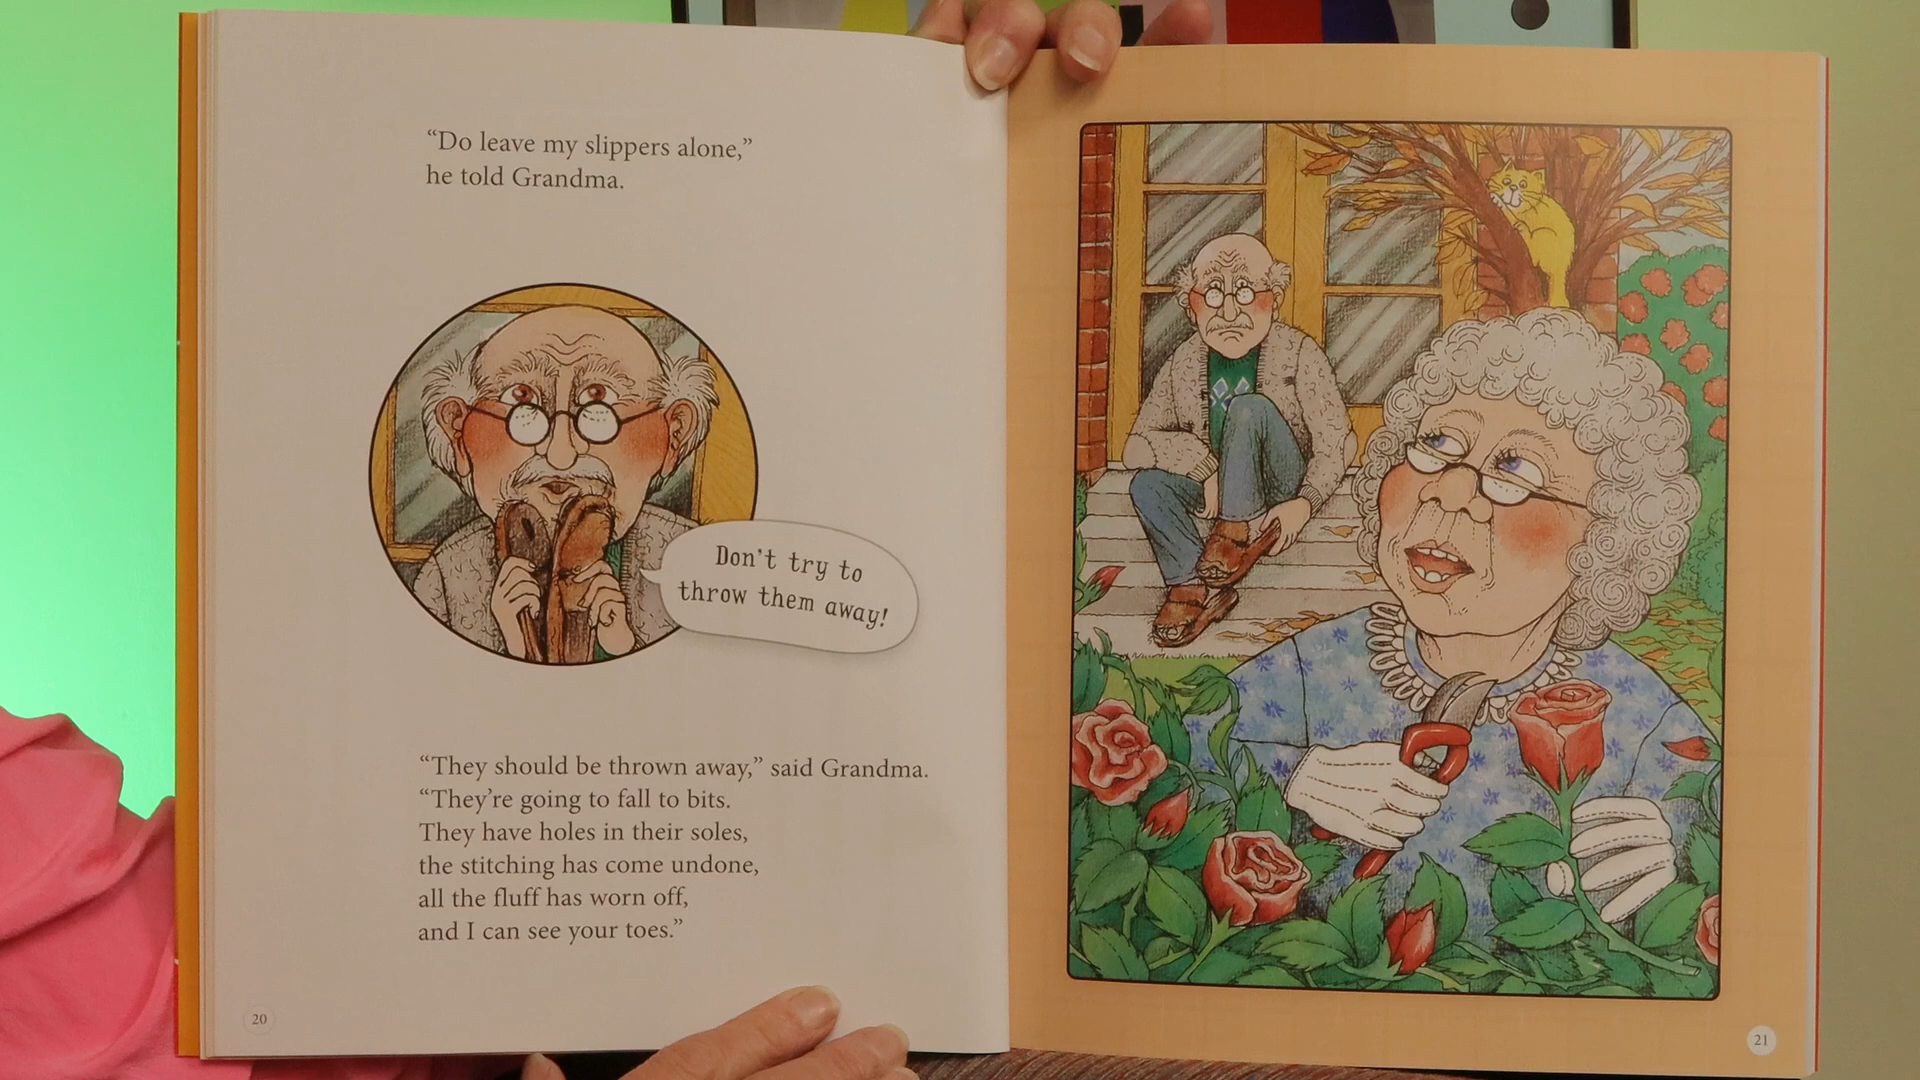 “Do leave my slippers alone,”
he told Grandma.
Don't try to
throw them away!
“They should be thrown away,” said Grandma.
“They're going to fall to bits.
They have holes in their soles,
the stitching has come undone,
all the fluff has worn off,
and I can see your toes.”
20
21